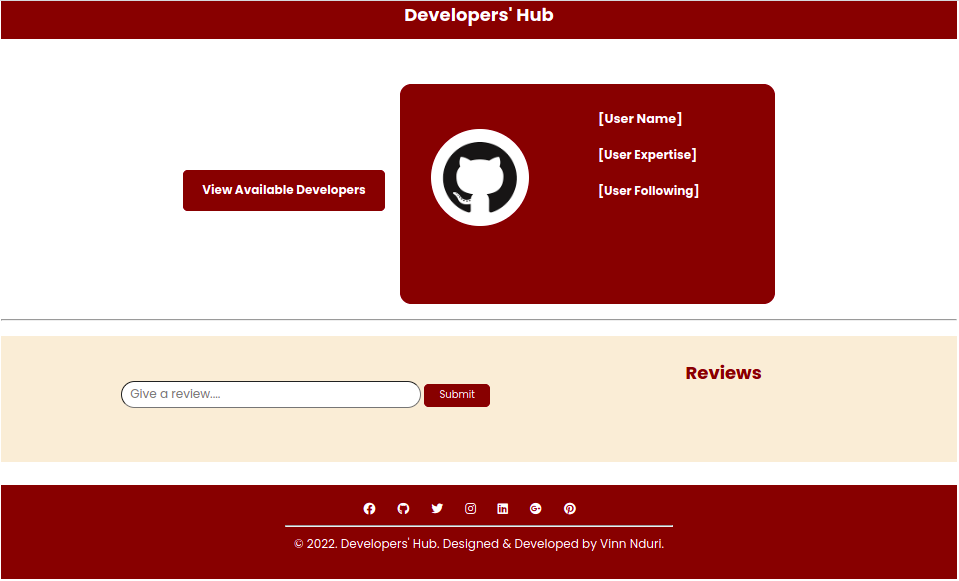 Developers' Hub
View Available Developers
[User Name]
[User Expertise]
[User Following]
Give a review....
Submit
Reviews
© 2022. Developers' Hub. Designed & Developed by Vinn Nduri.